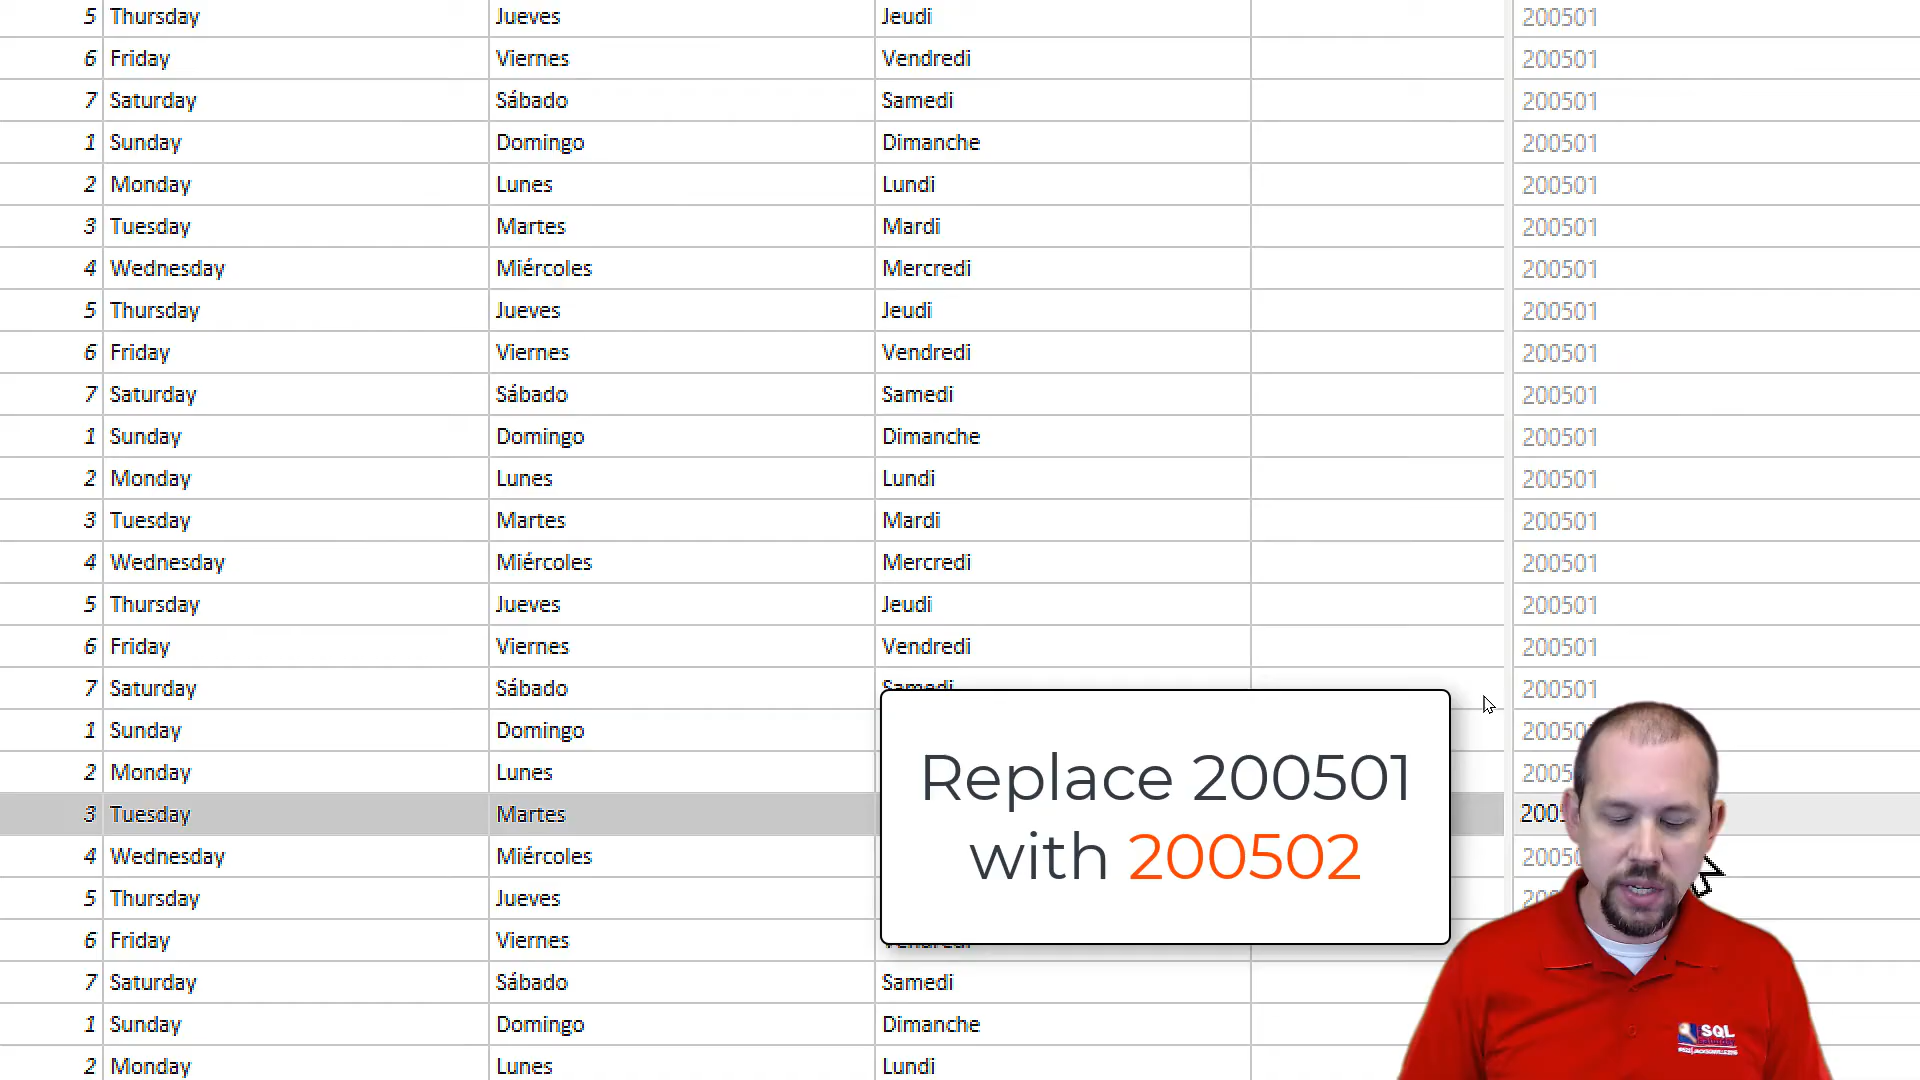 5 Thursday Jueves Jeudi 200501
6 Friday Viernes Vendredi 200501
7 Saturday Sábado Samedi 200501
1 Sunday Domingo Dimanche 200501
2 Monday Lunes Lundi 200501
3 Tuesday Martes Mardi 200501
4 Wednesday Miércoles Mercredi 200501
5 Thursday Jueves Jeudi 200501
6 Friday Viernes Vendredi 200501
7 Saturday Sábado Samedi 200501
1 Sunday Domingo Dimanche 200501
2 Monday Lunes Lundi 200501
3 Tuesday Martes Mardi 200501
4 Wednesday Miércoles Mercredi 200501
5 Thursday Jueves Jeudi 200501
6 Friday Viernes Vendredi 200501
7 Saturday Sábado Samedi 200501
1 Sunday Domingo
2 Monday Lunes
3 Tuesday Martes
4 Wednesday Miércoles
5 Thursday Jueves
6 Friday Viernes
7 Saturday Sábado Samedi
1 Sunday Domingo Dimanche
2 Monday Lunes Lundi
Replace 200501
with 200502
SQL